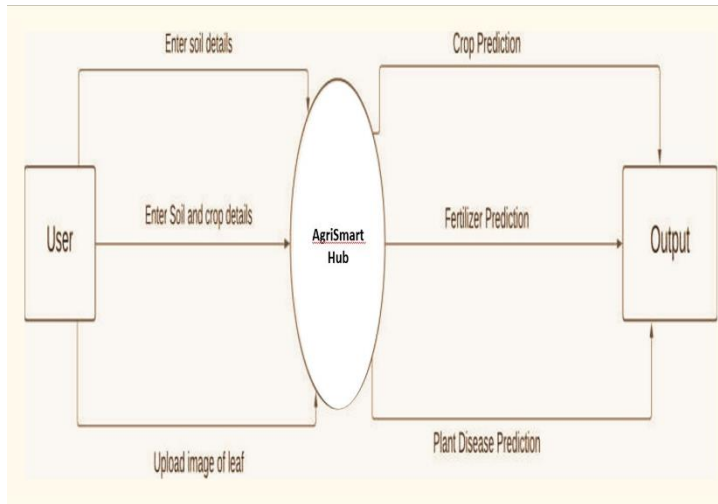 Enter soil details
Crop Prediction
User
Enter Soil and crop details
AgriSmart
Hub
Fertilizer Prediction
Output
Upload image of leaf
Plant Disease Prediction